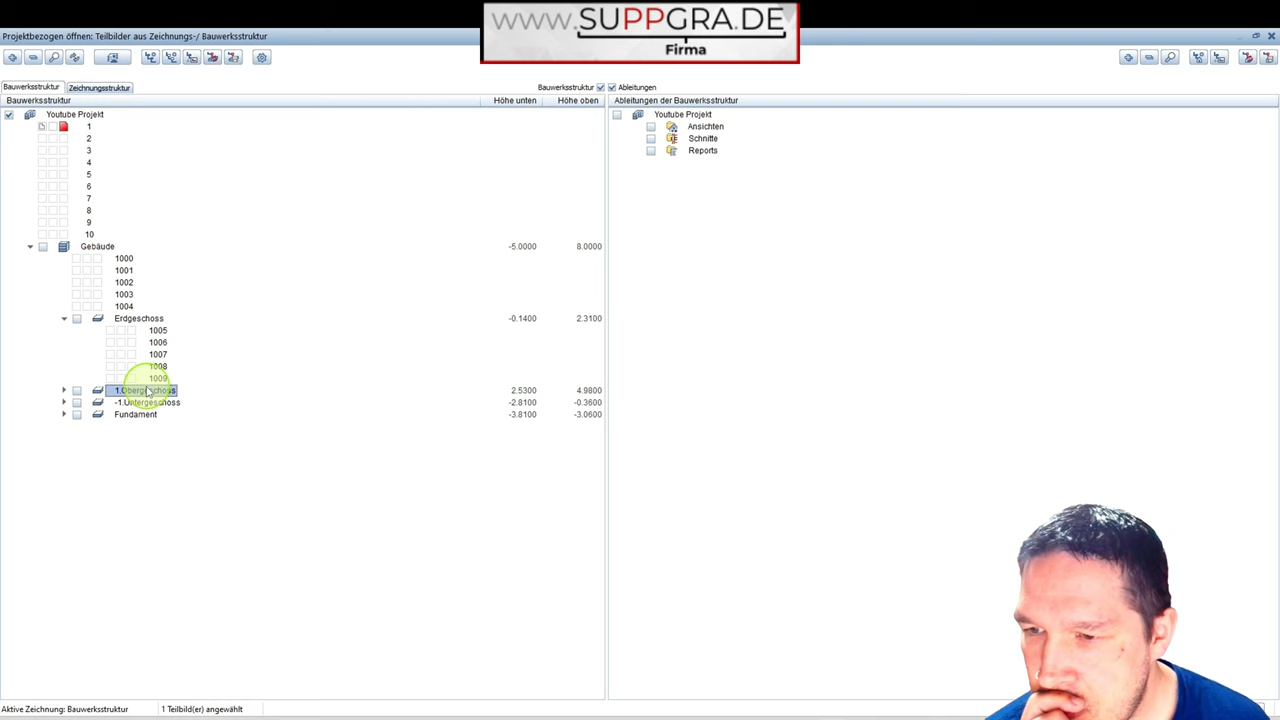 www.SUPPGRA.DE
Firma
Projektbezogen öffnen: Teilbilder aus Zeichnungs-/ Bauwerksstruktur
Bauwerksstruktur
Zeichnungsstruktur
Bauwerksstruktur
Ableitungen
Bauwerksstruktur Höhe unten Höhe oben
Youtube Projekt
1
2
3
4
5
6
7
8
9
10
Gebäude -5.0000 8.0000
1000
1001
1002
1003
1004
Erdgeschoss -0.1400 2.3100
1005
1006
1007
1008
1009
1.Obergeschoss 2.5300 4.9800
-1.Untergeschoss -2.8100 -0.3600
Fundament -3.8100 -3.0600
Ableitungen der Bauwerksstruktur
Youtube Projekt
Ansichten
Schnitte
Reports
Aktive Zeichnung: Bauwerksstruktur 1 Teilbild(er) angewählt